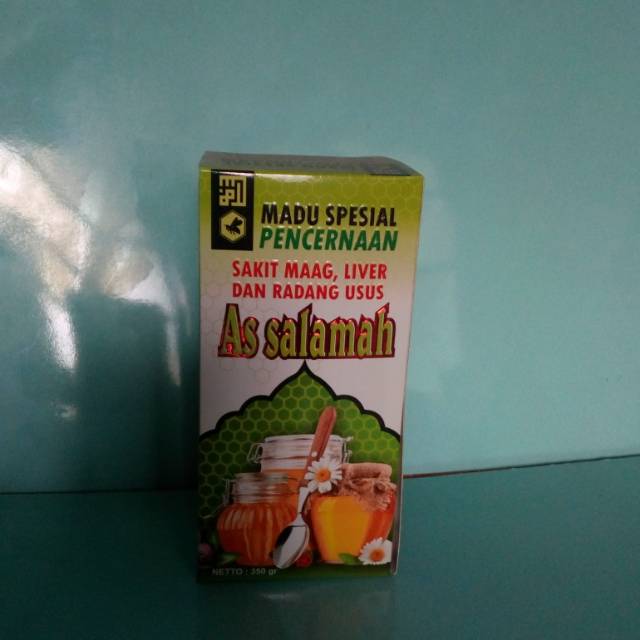 MADU SPESIAL
PENCERNAAN
SAKIT MAAG, LIVER
DAN RADANG USUS
As salamah
NETTO : 350 gr